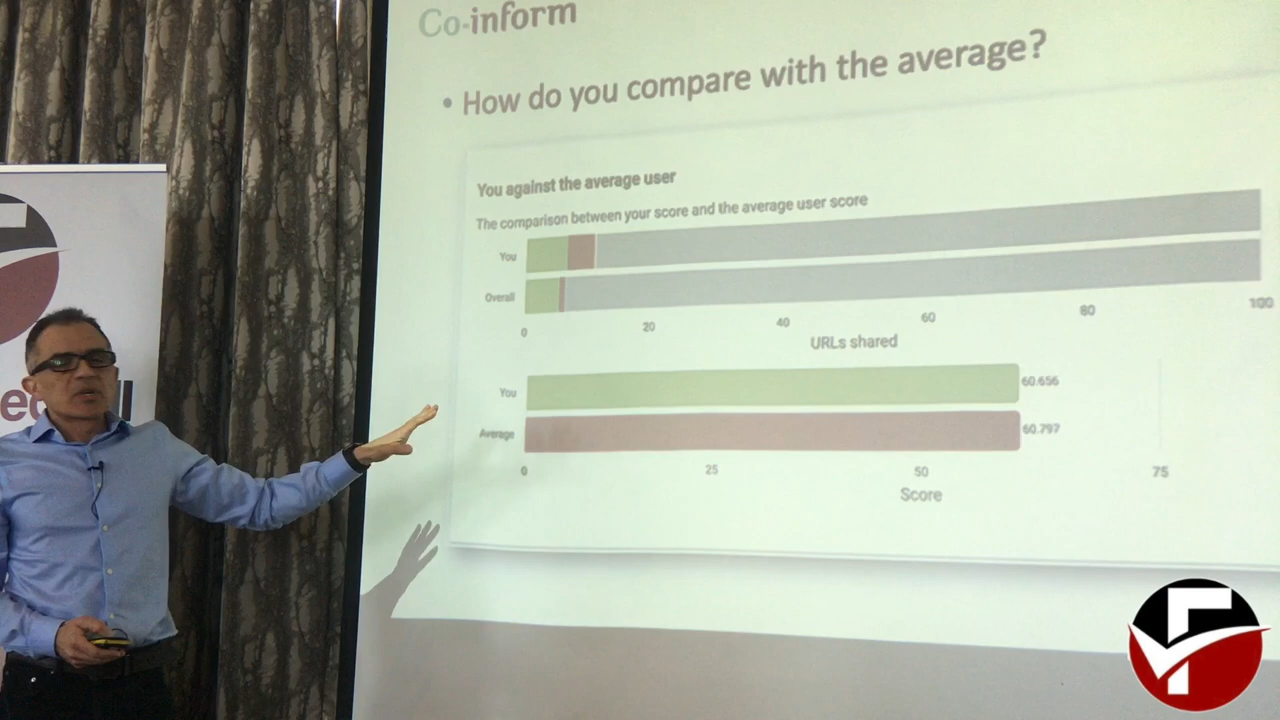 Co-inform
• How do you compare with the average?
You against the average user
The comparison between your score and the average user score
You
Overall
0 20 40 60 80 100
URLs shared
You 60.656
Average 60.797
0 25 50 75
Score
F